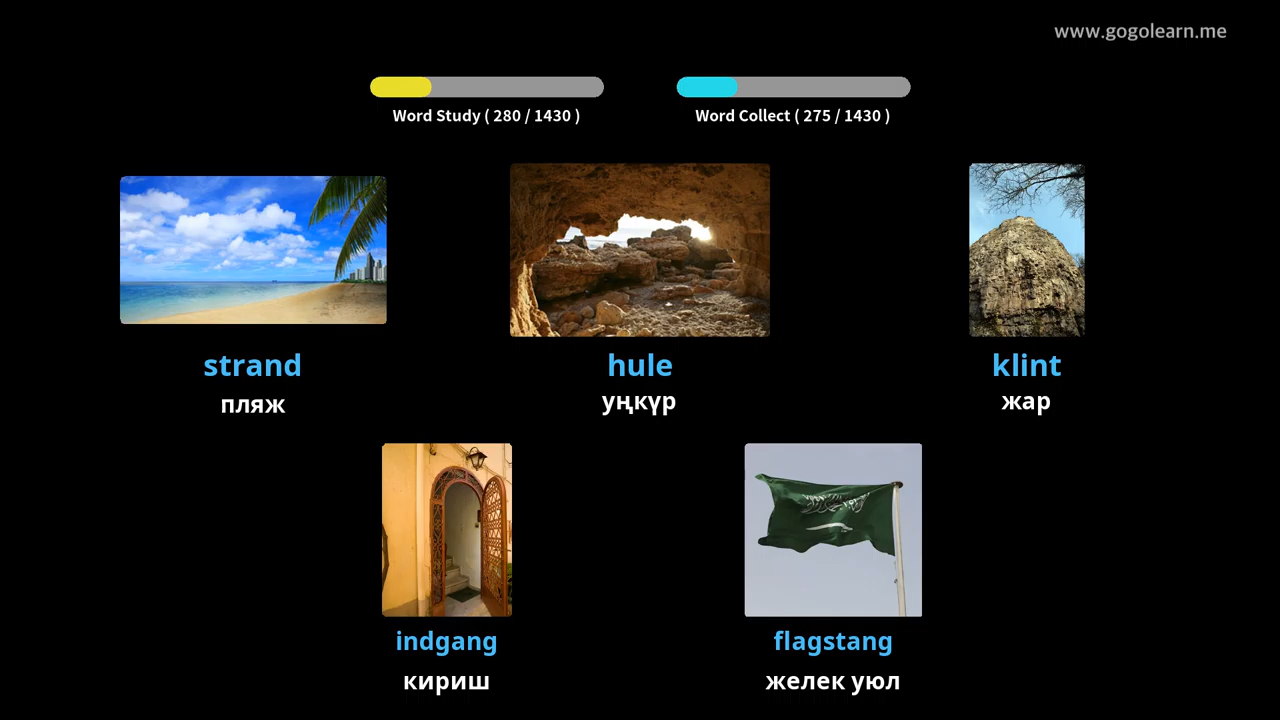 www.gogolearn.me
Word Study ( 280 / 1430 )
Word Collect ( 275 / 1430 )
strand
hule
klint
пляж
үңкүр
жар
indgang
flagstang
кириш
желек уюл